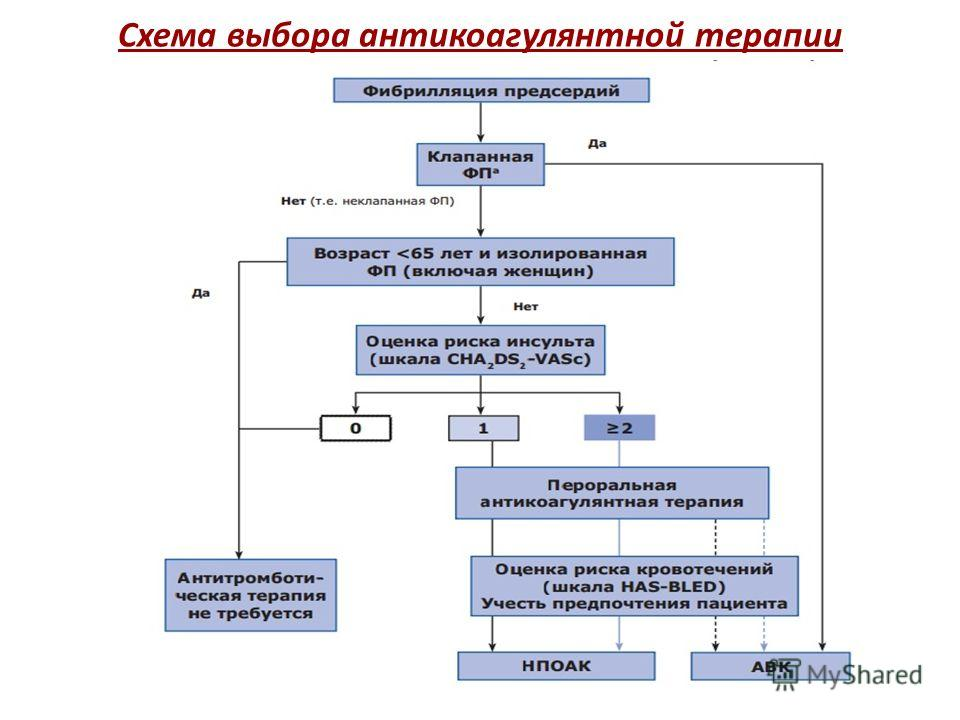 Схема выбора антикоагулянтной терапии
Фибрилляция предсердий
Да
Клапанная
ФПᵃ
Нет (т.е. неклапанная ФП)
Возраст <65 лет и изолированная
ФП (включая женщин)
Да
Нет
Оценка риска инсульта
(шкала CHA₂DS₂-VASc)
0
1
≥2
Пероральная
антикоагулянтная терапия
Антитромботи-
ческая терапия
не требуется
Оценка риска кровотечений
(шкала HAS-BLED)
Учесть предпочтения пациента
НПОАК
АВК
MyShared